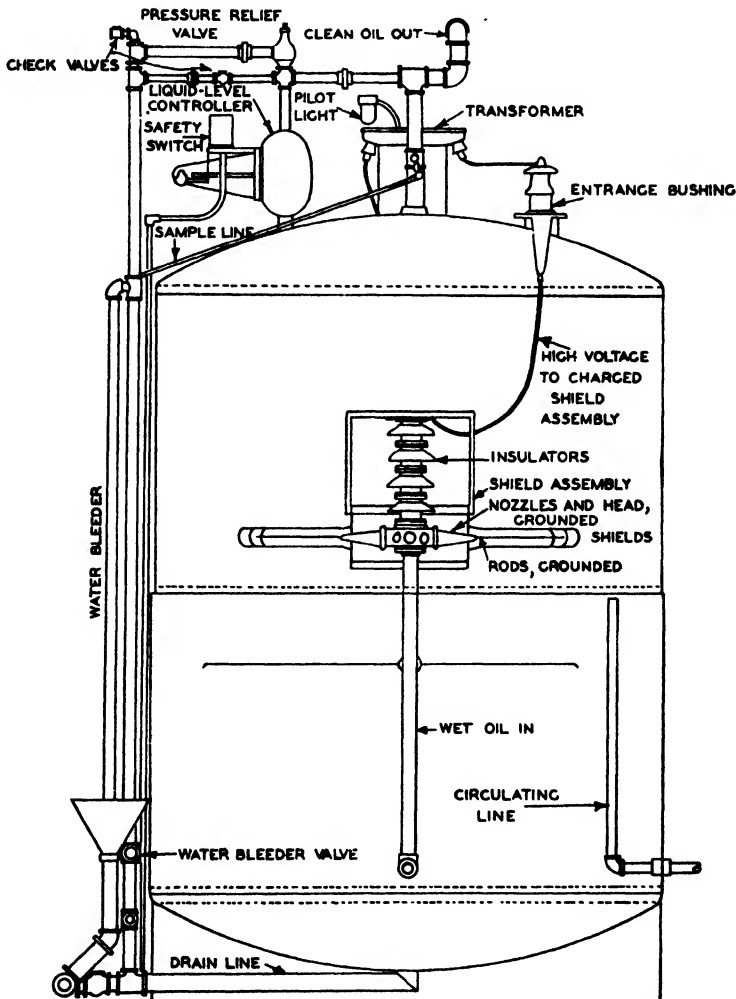 PRESSURE RELIEF
VALVE
CLEAN OIL OUT
CHECK VALVES
LIQUID-LEVEL
CONTROLLER
PILOT
LIGHT
TRANSFORMER
SAFETY
SWITCH
ENTRANCE BUSHING
SAMPLE LINE
HIGH VOLTAGE
TO CHARGED
SHIELD
ASSEMBLY
INSULATORS
SHIELD ASSEMBLY
NOZZLES AND HEAD,
GROUNDED
SHIELDS
RODS, GROUNDED
WATER BLEEDER
WET OIL IN
CIRCULATING
LINE
WATER BLEEDER VALVE
DRAIN LINE